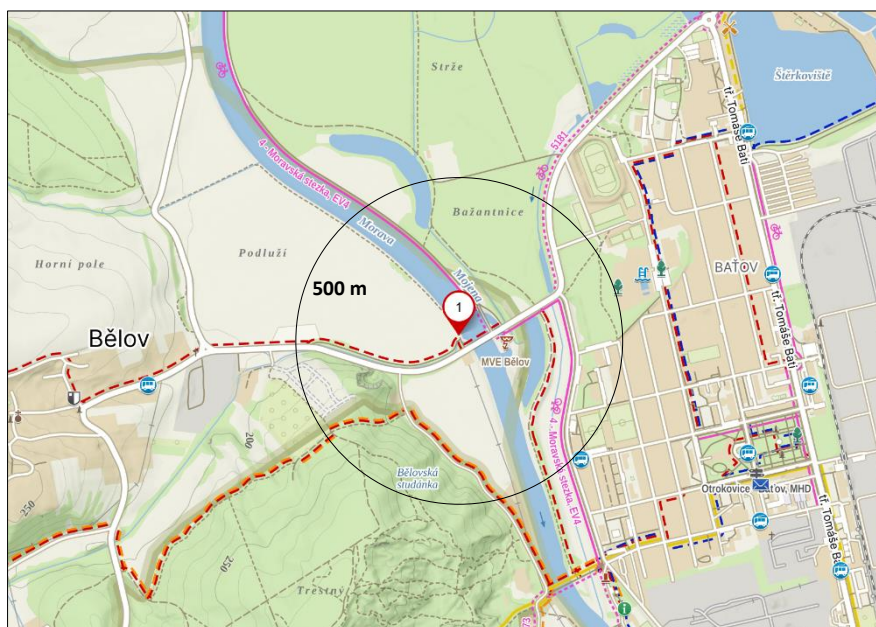 Štěrkoviště
Strže
tř. Tomáše Bati
5181
4 - Moravská stezka, EV4
Bažantnice
Morava
Podluží
Horní pole
BAŤOV
500 m
Mojena
1
Bělov
MVE Bělov
tř. Tomáše Bati
200
Bělovská
studánka
4 - Moravská stezka, EV4
250
Otrokovice - Baťov, MHD
250
tř. Tomáše Bati
Trestný